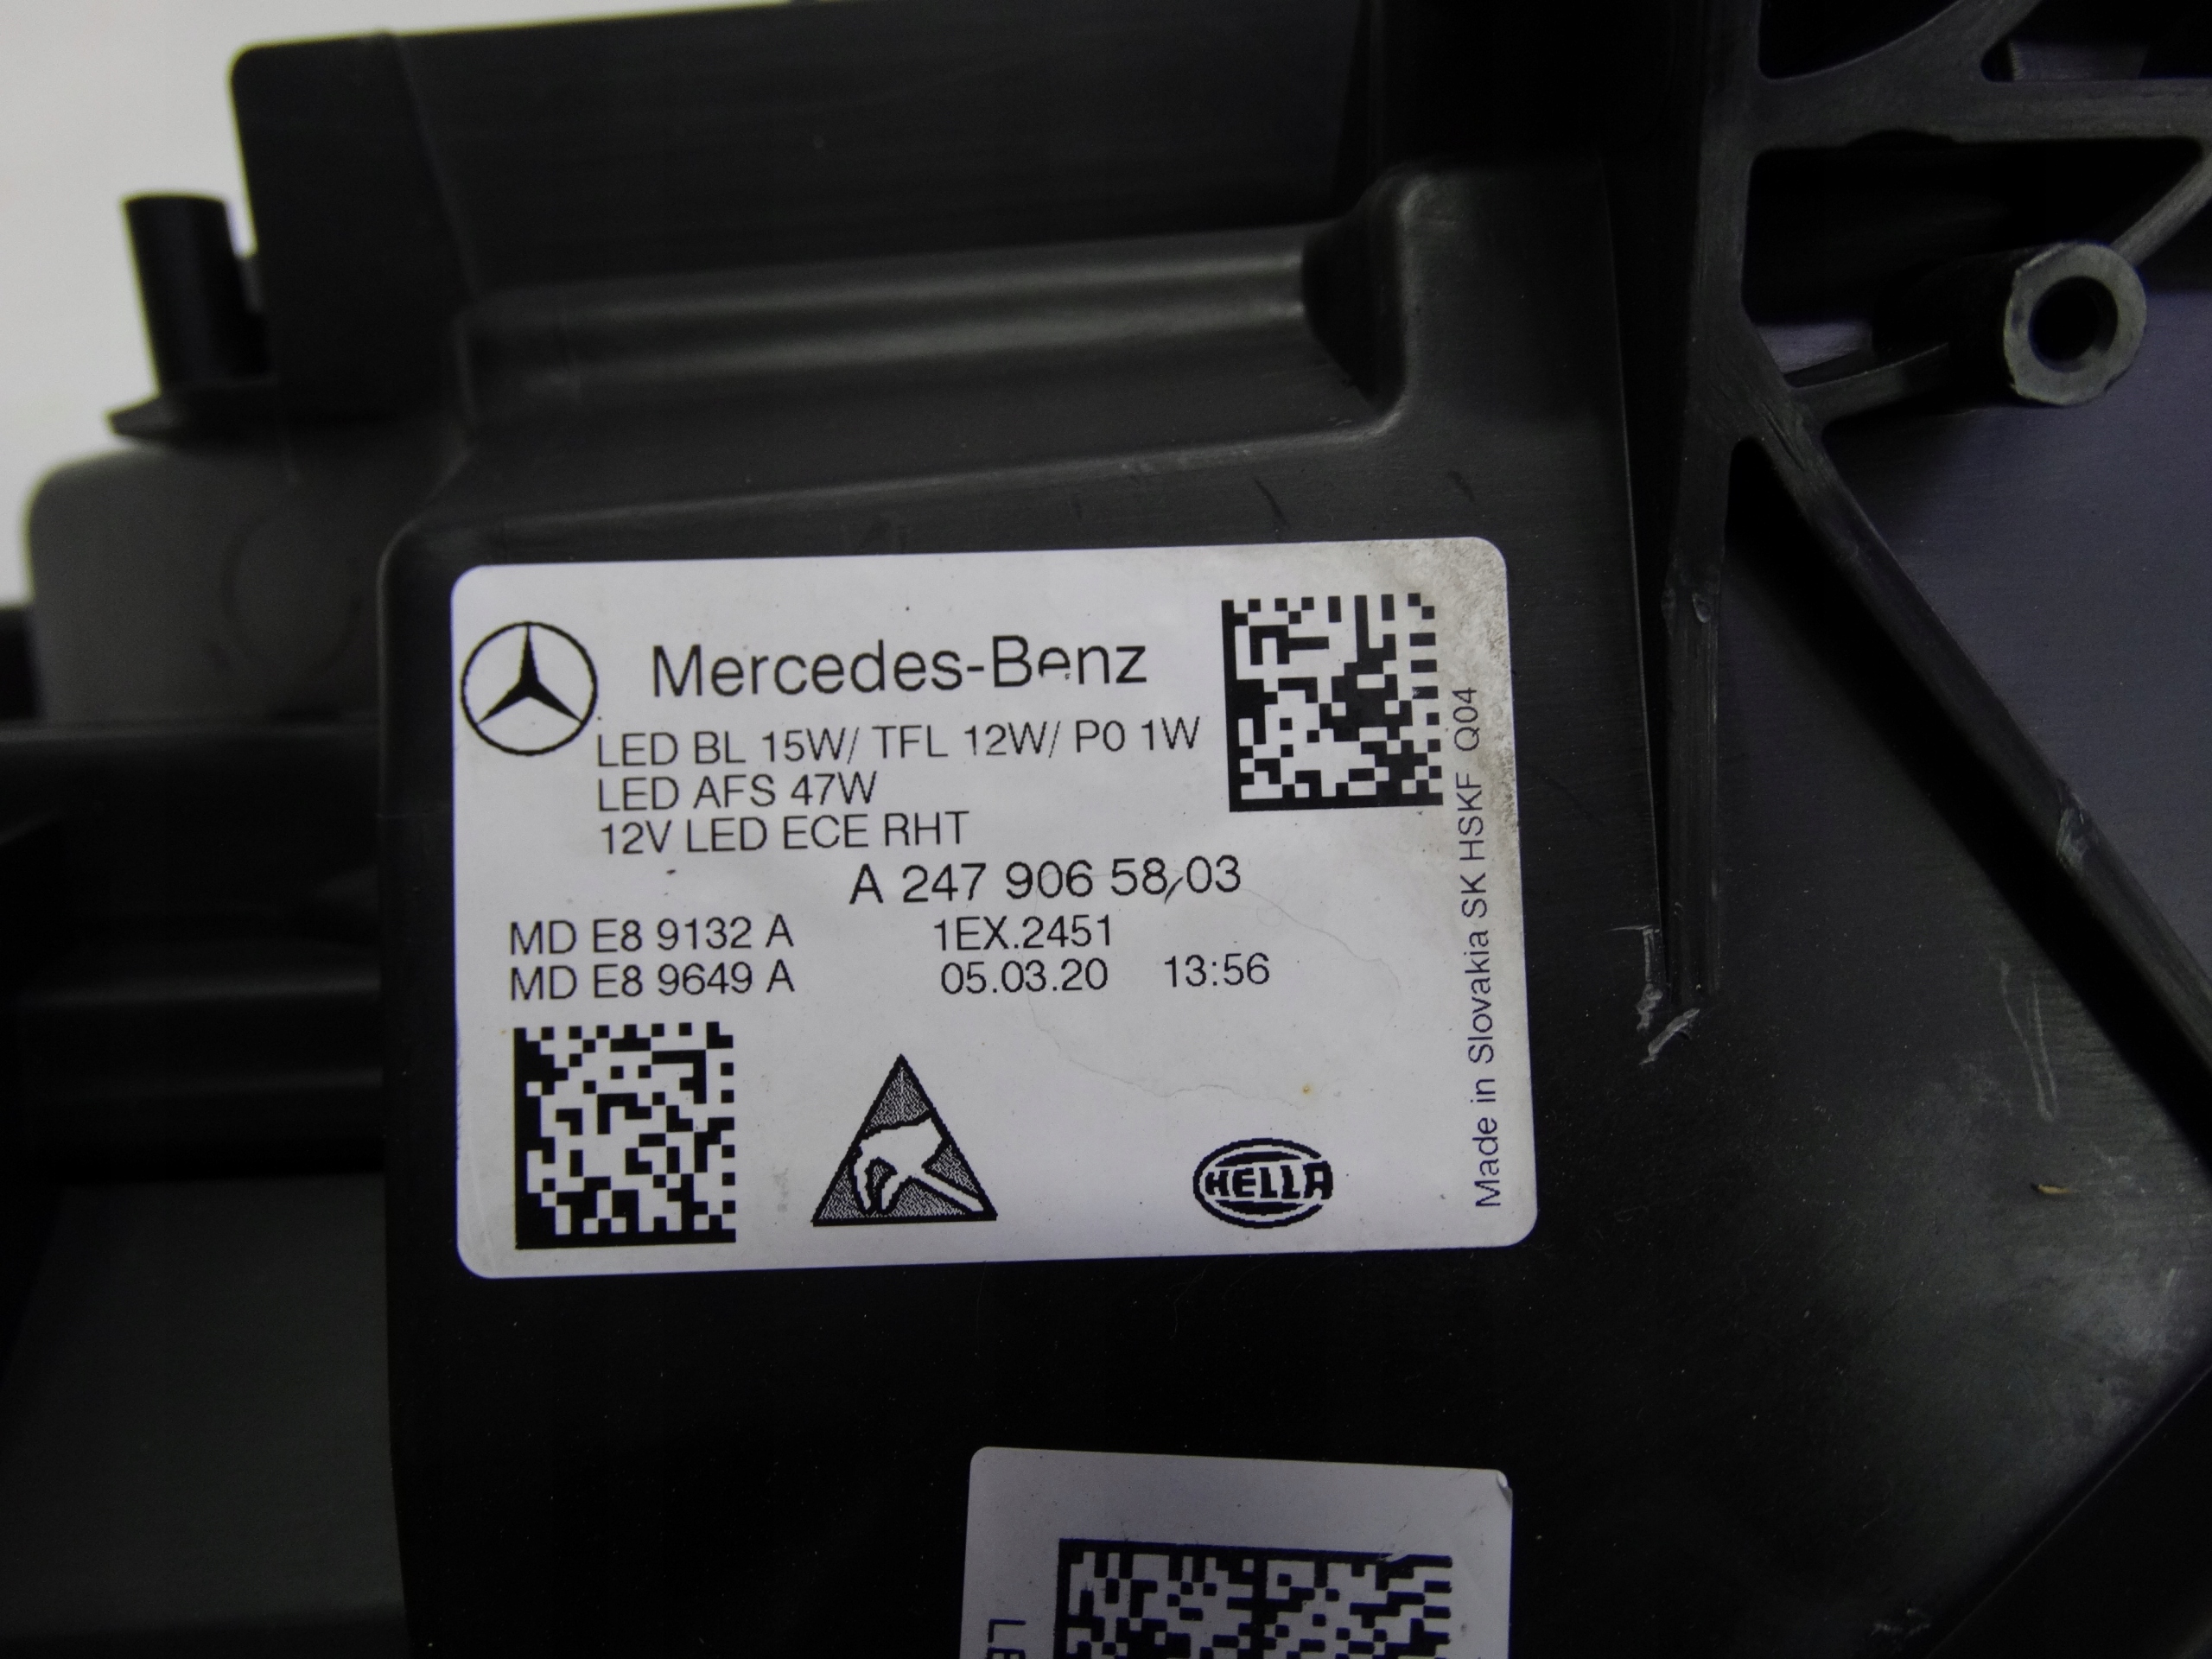 Mercedes-Benz
LED BL 15W/ TFL 12W/ P0 1W
LED AFS 47W
12V LED ECE RHT
A 247 906 58 03
MD E8 9132 A 1EX.2451
MD E8 9649 A 05.03.20 13:56
HELLA
Made in Slovakia SK HSKF Q04